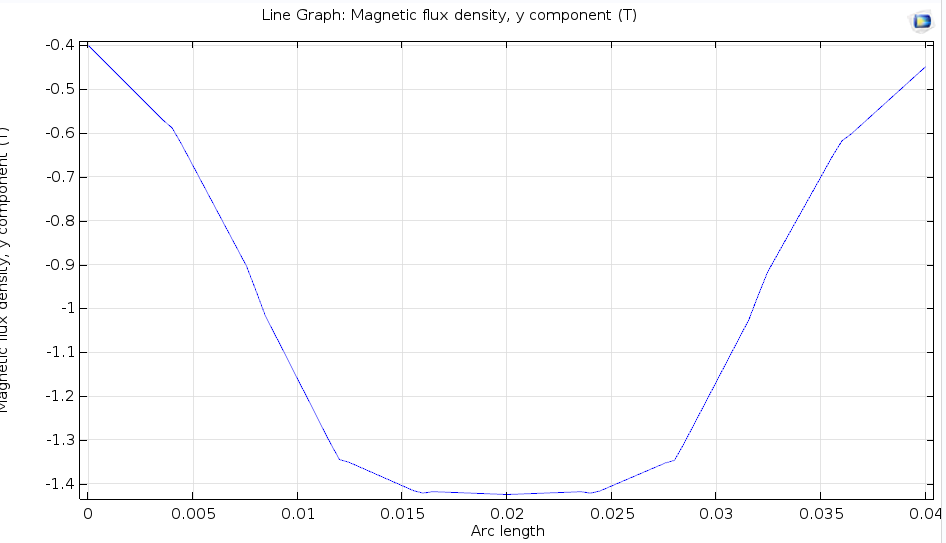 Line Graph: Magnetic flux density, y component (T)
-0.4
-0.5
-0.6
-0.7
-0.8
-0.9
-1
-1.1
-1.2
-1.3
-1.4
Magnetic flux density, y component (T)
0 0.005 0.01 0.015 0.02 0.025 0.03 0.035 0.04
Arc length